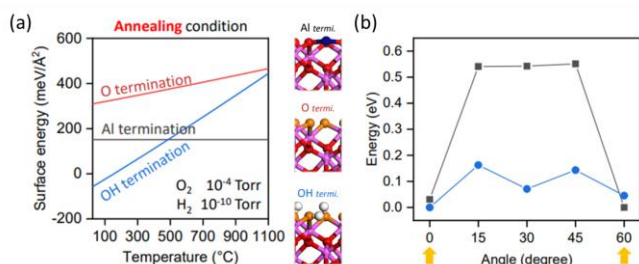 (a)
Annealing condition
Surface energy (meV/Å²)
600
400
200
0
-200
O termination
Al termination
OH termination
O₂ 10⁻⁴ Torr
H₂ 10⁻¹⁰ Torr
100 300 500 700 900 1100
Temperature (°C)
Al termi.
O termi.
OH termi.
(b)
Energy (eV)
0.6
0.5
0.4
0.3
0.2
0.1
0.0
0 15 30 45 60
Angle (degree)